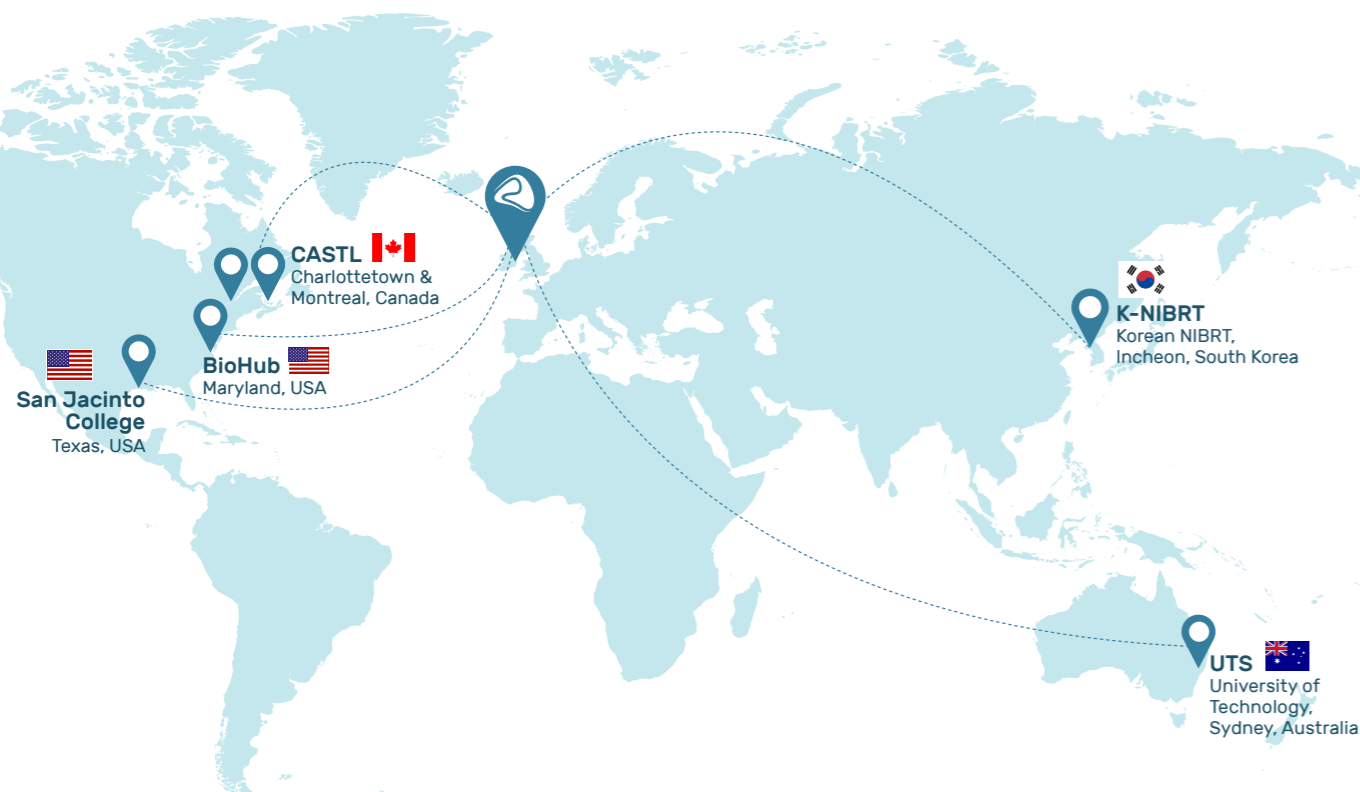 CASTL
Charlottetown &
Montreal, Canada
BioHub
Maryland, USA
San Jacinto
College
Texas, USA
K-NIBRT
Korean NIBRT,
Incheon, South Korea
UTS
University of
Technology,
Sydney, Australia